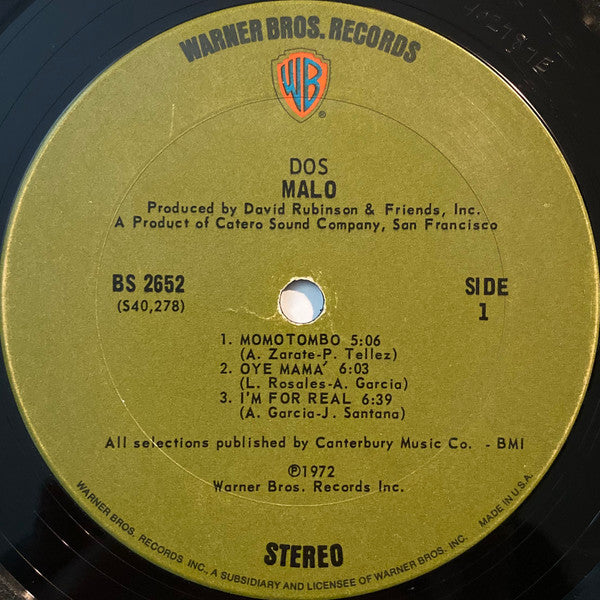 WARNER BROS. RECORDS
WB
®
DOS
MALO
Produced by David Rubinson & Friends, Inc.
A Product of Catero Sound Company, San Francisco
BS 2652
(S40,278)
SIDE
1
1. MOMOTOMBO 5:06
(A. Zarate-P. Tellez)
2. OYE MAMA´ 6:03
(L. Rosales-A. Garcia)
3. I'M FOR REAL 6:39
(A. Garcia-J. Santana)
All selections published by Canterbury Music Co. - BMI
℗1972
Warner Bros. Records Inc.
STEREO
WARNER BROS. RECORDS INC., A SUBSIDIARY AND LICENSEE OF WARNER BROS. INC. MADE IN U.S.A.